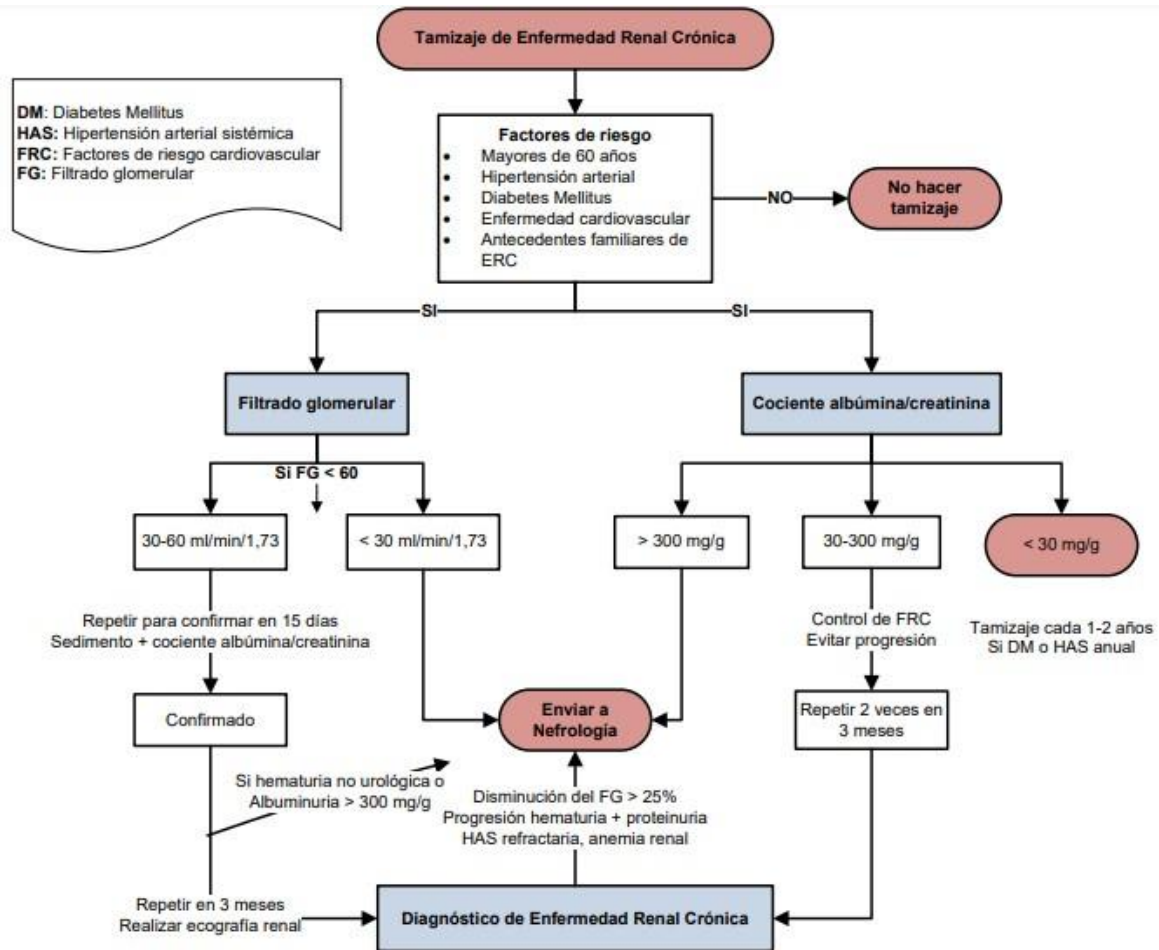 Tamizaje de Enfermedad Renal Crónica
DM: Diabetes Mellitus
HAS: Hipertensión arterial sistémica
FRC: Factores de riesgo cardiovascular
FG: Filtrado glomerular
Factores de riesgo
• Mayores de 60 años
• Hipertensión arterial
• Diabetes Mellitus
• Enfermedad cardiovascular
• Antecedentes familiares de
ERC
NO
No hacer
tamizaje
SI
SI
Filtrado glomerular
Cociente albúmina/creatinina
Si FG < 60
30-60 ml/min/1,73
< 30 ml/min/1,73
> 300 mg/g
30-300 mg/g
< 30 mg/g
Repetir para confirmar en 15 días
Sedimento + cociente albúmina/creatinina
Control de FRC
Evitar progresión
Tamizaje cada 1-2 años
Si DM o HAS anual
Confirmado
Enviar a
Nefrología
Repetir 2 veces en
3 meses
Si hematuria no urológica o
Albuminuria > 300 mg/g
Disminución del FG > 25%
Progresión hematuria + proteinuria
HAS refractaria, anemia renal
Repetir en 3 meses
Realizar ecografía renal
Diagnóstico de Enfermedad Renal Crónica